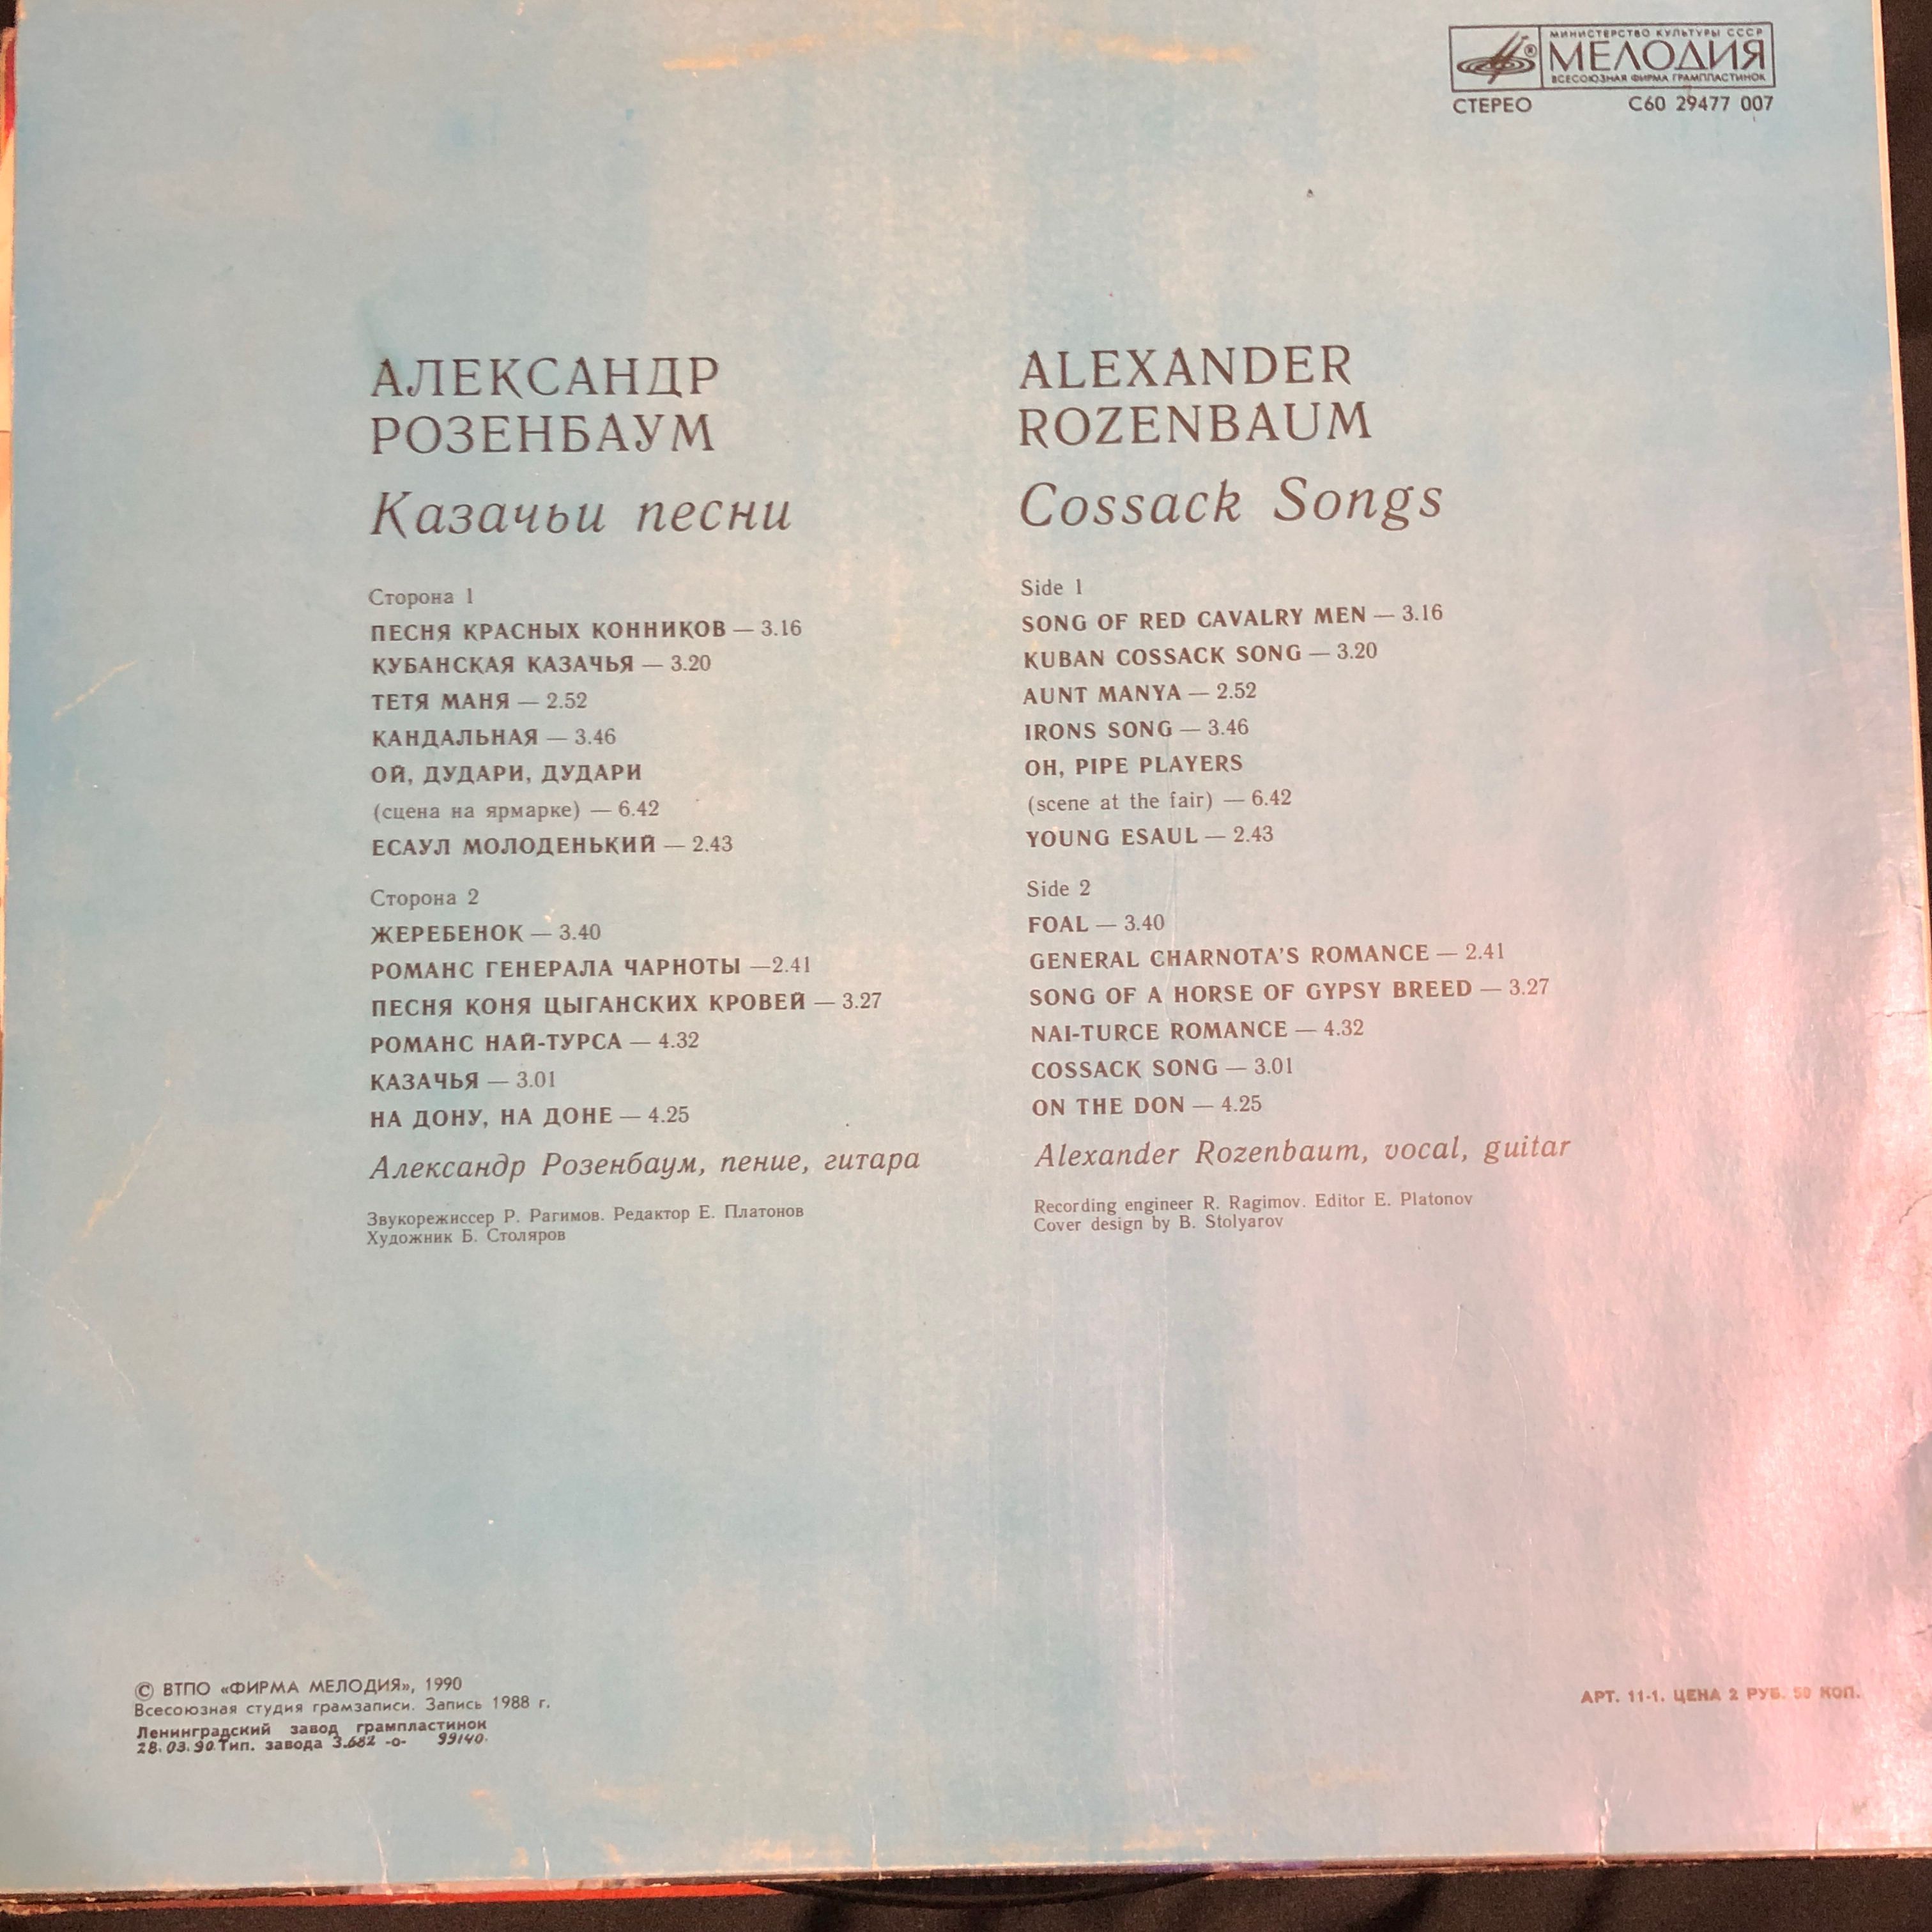 МИНИСТЕРСТВО КУЛЬТУРЫ СССР
МЕЛОДИЯ
ВСЕСОЮЗНАЯ ФИРМА ГРАМПЛАСТИНОК
СТЕРЕО С60 29477 007
АЛЕКСАНДР
РОЗЕНБАУМ
Казачьи песни
Сторона 1
ПЕСНЯ КРАСНЫХ КОННИКОВ — 3.16
КУБАНСКАЯ КАЗАЧЬЯ — 3.20
ТЕТЯ МАНЯ — 2.52
КАНДАЛЬНАЯ — 3.46
ОЙ, ДУДАРИ, ДУДАРИ
(сцена на ярмарке) — 6.42
ЕСАУЛ МОЛОДЕНЬКИЙ — 2.43
Сторона 2
ЖЕРЕБЕНОК — 3.40
РОМАНС ГЕНЕРАЛА ЧАРНОТЫ —2.41
ПЕСНЯ КОНЯ ЦЫГАНСКИХ КРОВЕЙ — 3.27
РОМАНС НАЙ-ТУРСА — 4.32
КАЗАЧЬЯ — 3.01
НА ДОНУ, НА ДОНЕ — 4.25
Александр Розенбаум, пение, гитара
Звукорежиссер Р. Рагимов. Редактор Е. Платонов
Художник Б. Столяров
ALEXANDER
ROZENBAUM
Cossack Songs
Side 1
SONG OF RED CAVALRY MEN — 3.16
KUBAN COSSACK SONG — 3.20
AUNT MANYA — 2.52
IRONS SONG — 3.46
OH, PIPE PLAYERS
(scene at the fair) — 6.42
YOUNG ESAUL — 2.43
Side 2
FOAL — 3.40
GENERAL CHARNOTA'S ROMANCE — 2.41
SONG OF A HORSE OF GYPSY BREED — 3.27
NAI-TURCE ROMANCE — 4.32
COSSACK SONG — 3.01
ON THE DON — 4.25
Alexander Rozenbaum, vocal, guitar
Recording engineer R. Ragimov. Editor E. Platonov
Cover design by B. Stolyarov
© ВТПО «ФИРМА МЕЛОДИЯ», 1990
Всесоюзная студия грамзаписи. Запись 1988 г.
Ленинградский завод грампластинок
28.03.90.Тип. завода З.682 -о- 99140.
АРТ. 11-1. ЦЕНА 2 РУБ. 50 КОП.